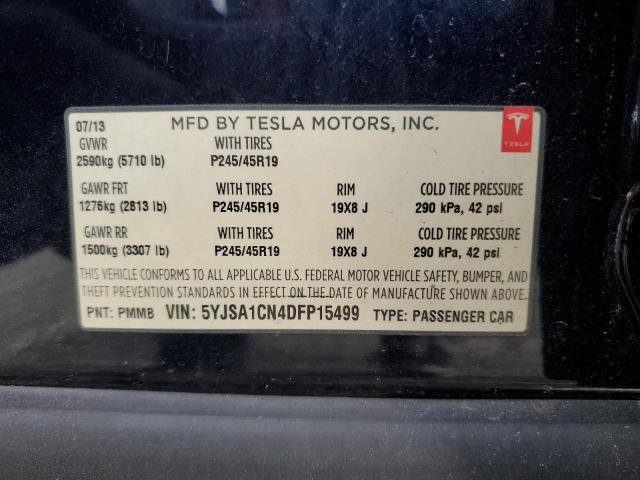 07/13 MFD BY TESLA MOTORS, INC.
TESLA
GVWR WITH TIRES
2590kg (5710 lb) P245/45R19
GAWR FRT WITH TIRES RIM COLD TIRE PRESSURE
1276kg (2813 lb) P245/45R19 19X8 J 290 kPa, 42 psi
GAWR RR WITH TIRES RIM COLD TIRE PRESSURE
1500kg (3307 lb) P245/45R19 19X8 J 290 kPa, 42 psi
THIS VEHICLE CONFORMS TO ALL APPLICABLE U.S. FEDERAL MOTOR VEHICLE SAFETY, BUMPER, AND
THEFT PREVENTION STANDARDS IN EFFECT ON THE DATE OF MANUFACTURE SHOWN ABOVE.
PNT: PMMB VIN: 5YJSA1CN4DFP15499 TYPE: PASSENGER CAR